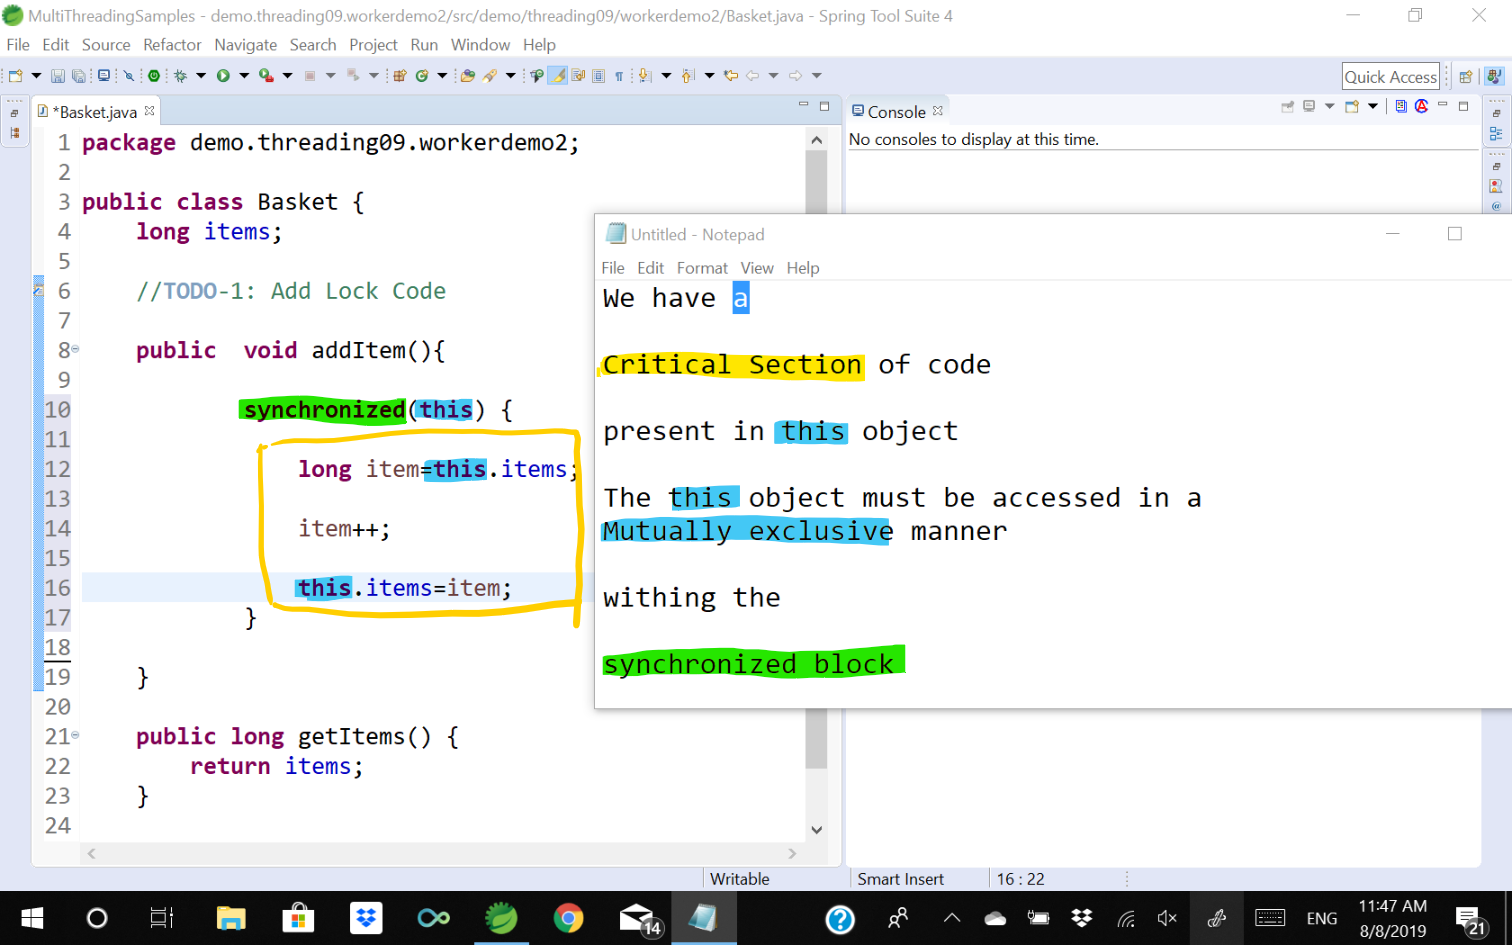 MultiThreadingSamples - demo.threading09.workerdemo2/src/demo/threading09/workerdemo2/Basket.java - Spring Tool Suite 4
File Edit Source Refactor Navigate Search Project Run Window Help
Quick Access
*Basket.java
1 package demo.threading09.workerdemo2;
2
3 public class Basket {
4 long items;
5
6 //TODO-1: Add Lock Code
7
8 public void addItem(){
9
10 synchronized(this) {
11
12 long item=this.items;
13
14 item++;
15
16 this.items=item;
17 }
18
19 }
20
21 public long getItems() {
22 return items;
23 }
24
Console
No consoles to display at this time.
Untitled - Notepad
File Edit Format View Help
We have a
Critical Section of code
present in this object
The this object must be accessed in a
Mutually exclusive manner
withing the
synchronized block
Writable Smart Insert 16 : 22
14
ENG
11:47 AM
8/8/2019
21